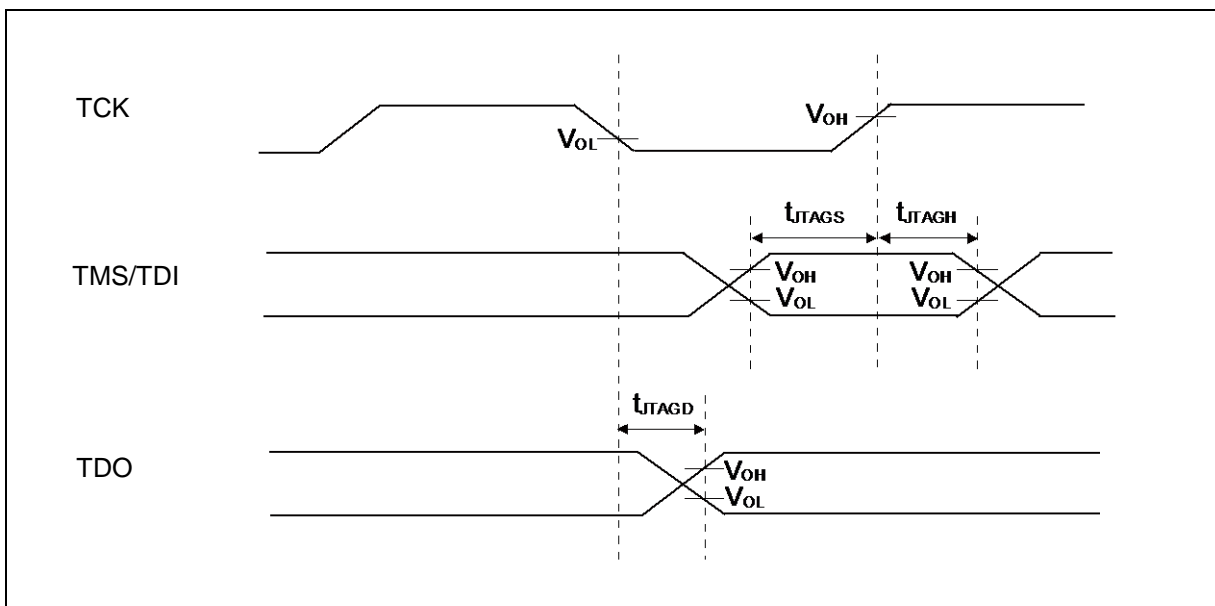 TCK
VOL
VOH
tJTAGS
tJTAGH
TMS/TDI
VOH
VOL
VOH
VOL
tJTAGD
TDO
VOH
VOL